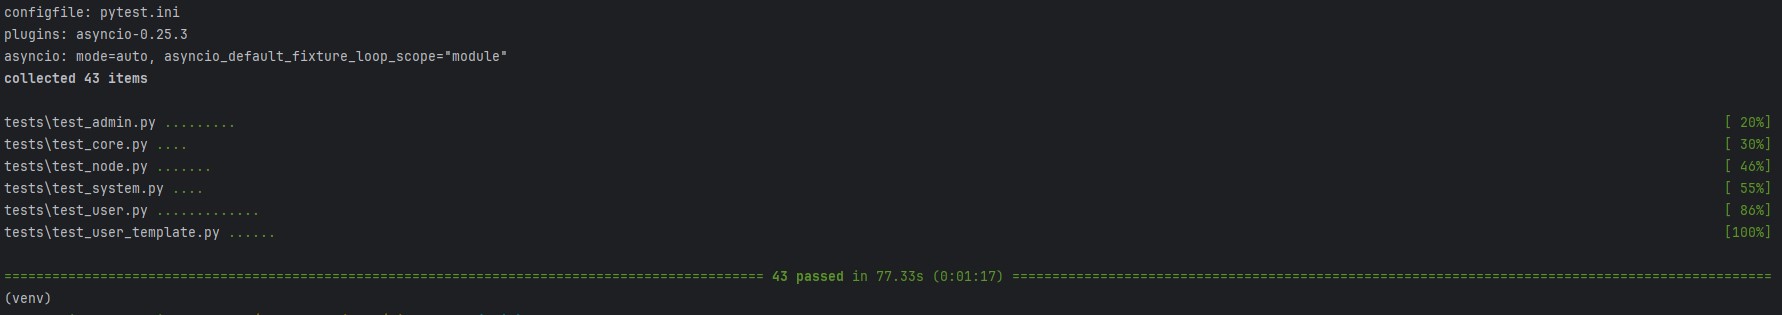 configfile: pytest.ini
plugins: asyncio-0.25.3
asyncio: mode=auto, asyncio_default_fixture_loop_scope="module"
collected 43 items
tests\test_admin.py ......... [ 20%]
tests\test_core.py .... [ 30%]
tests\test_node.py ....... [ 46%]
tests\test_system.py .... [ 55%]
tests\test_user.py ............. [ 86%]
tests\test_user_template.py ...... [100%]
=============================================================================================== 43 passed in 77.33s (0:01:17) ===============================================================================================
(venv)